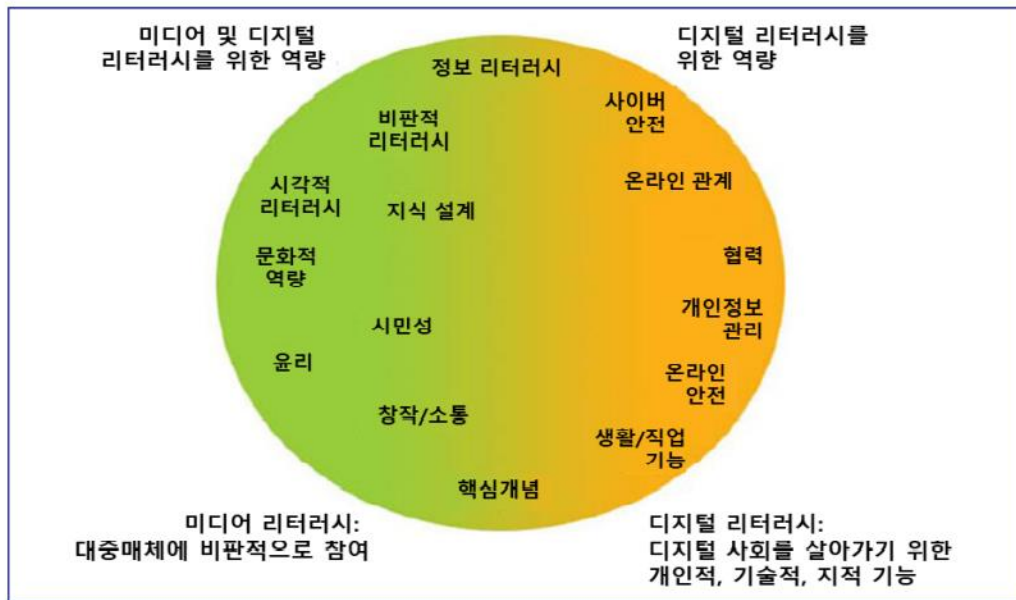 미디어 및 디지털
리터러시를 위한 역량
디지털 리터러시를
위한 역량
정보 리터러시
사이버
안전
비판적
리터러시
시각적
리터러시
지식 설계
온라인 관계
문화적
역량
협력
개인정보
관리
시민성
윤리
온라인
안전
창작/소통
생활/직업
기능
핵심개념
미디어 리터러시:
대중매체에 비판적으로 참여
디지털 리터러시:
디지털 사회를 살아가기 위한
개인적, 기술적, 지적 기능